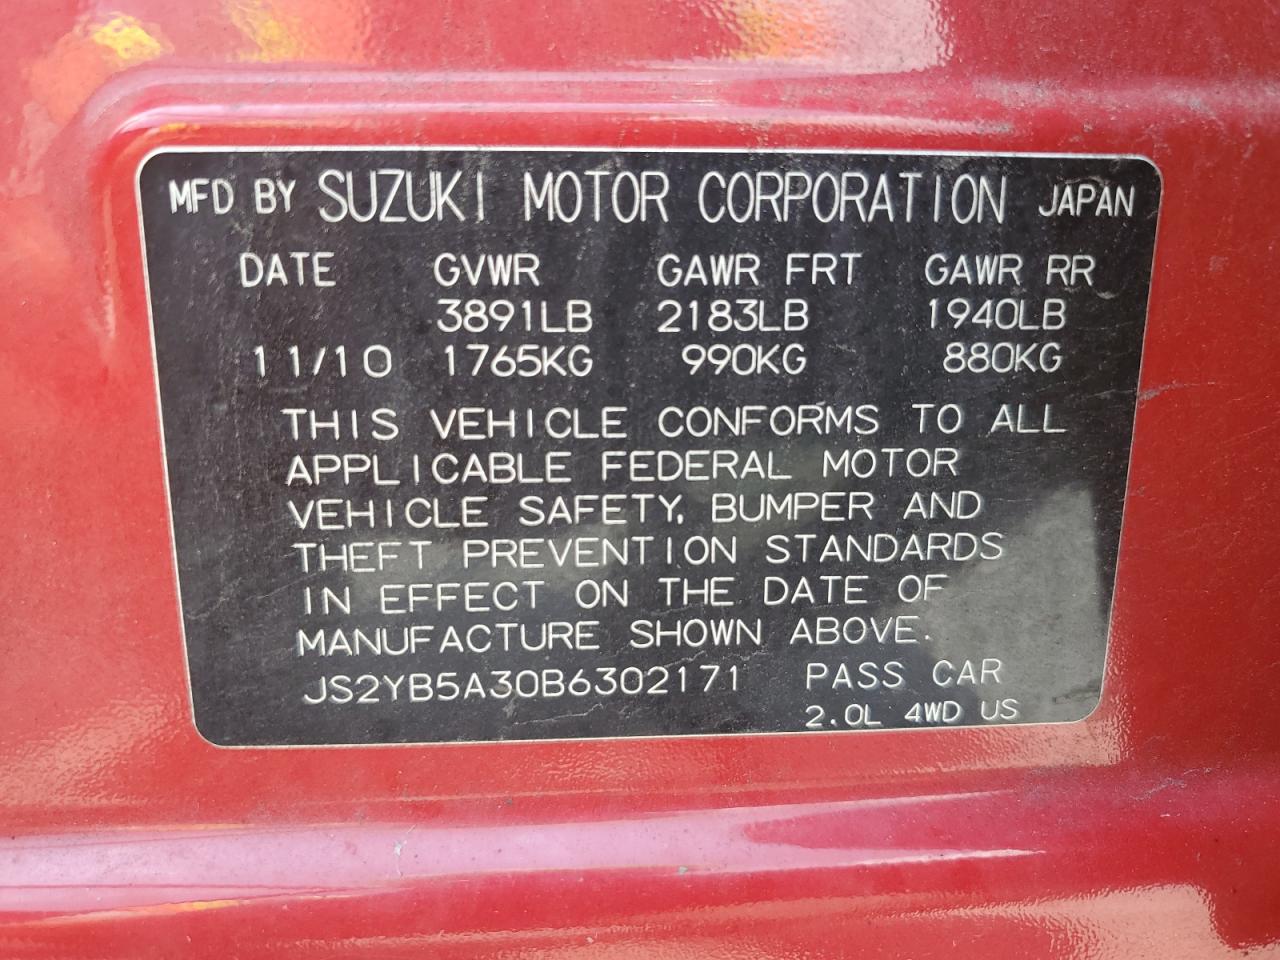 MFD BY SUZUKI MOTOR CORPORATION JAPAN
DATE GVWR GAWR FRT GAWR RR
3891LB 2183LB 1940LB
11/10 1765KG 990KG 880KG
THIS VEHICLE CONFORMS TO ALL
APPLICABLE FEDERAL MOTOR
VEHICLE SAFETY, BUMPER AND
THEFT PREVENTION STANDARDS
IN EFFECT ON THE DATE OF
MANUFACTURE SHOWN ABOVE.
JS2YB5A30B6302171 PASS CAR
2.0L 4WD US